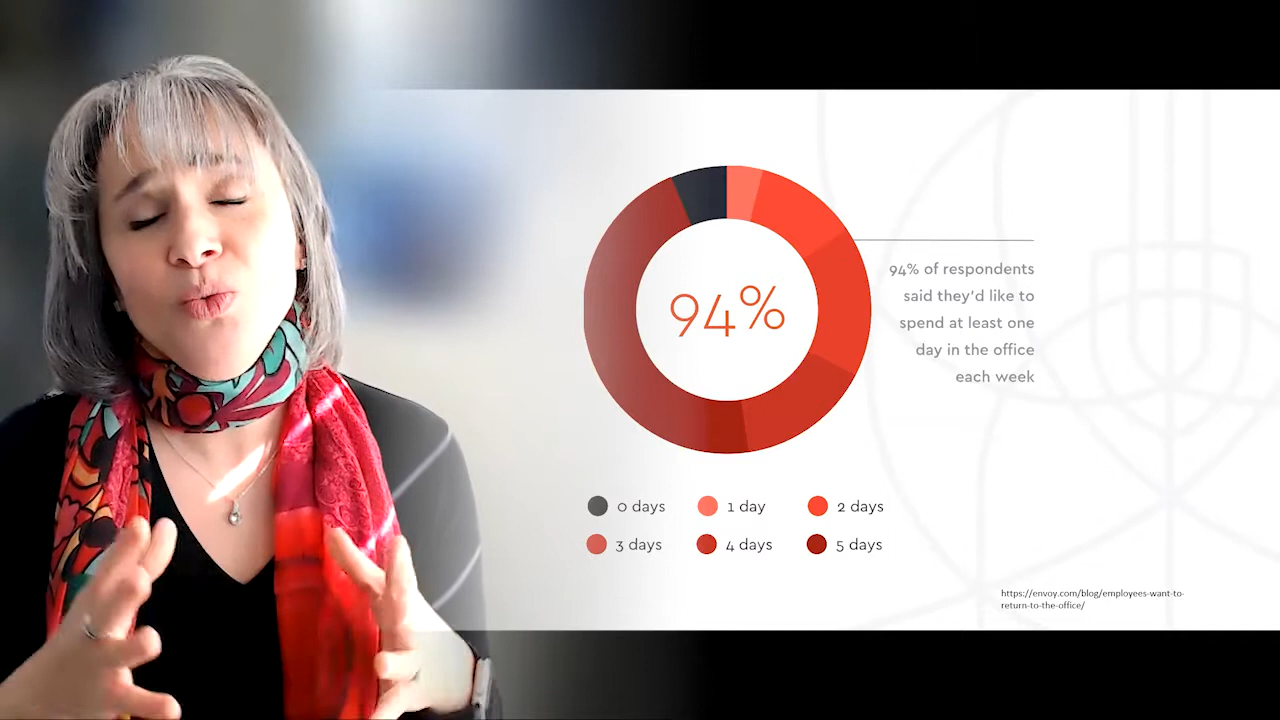 94%
94% of respondents
said they'd like to
spend at least one
day in the office
each week
0 days
1 day
2 days
3 days
4 days
5 days
https://envoy.com/blog/employees-want-to-
return-to-the-office/